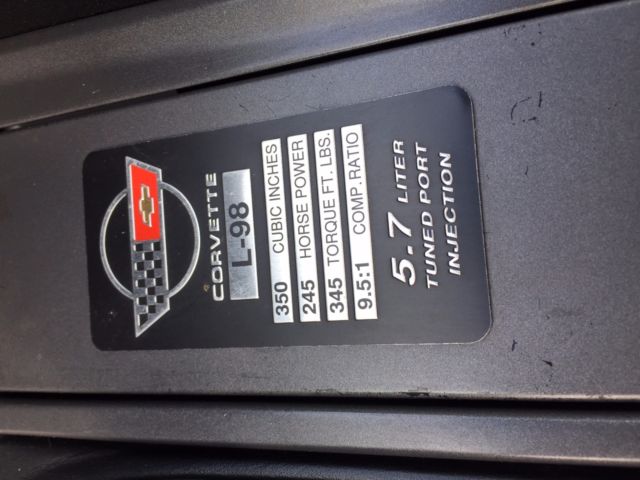 CORVETTE
L-98
350 CUBIC INCHES
245 HORSE POWER
345 TORQUE FT. LBS.
9.5:1 COMP. RATIO
5.7 LITER
TUNED PORT
INJECTION